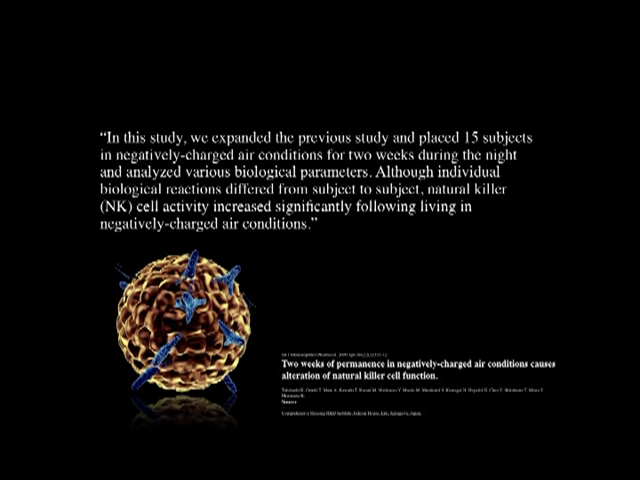 “In this study, we expanded the previous study and placed 15 subjects
in negatively-charged air conditions for two weeks during the night
and analyzed various biological parameters. Although individual
biological reactions differed from subject to subject, natural killer
(NK) cell activity increased significantly following living in
negatively-charged air conditions.”
Two weeks of permanence in negatively-charged air conditions causes
alteration of natural killer cell function.
Source